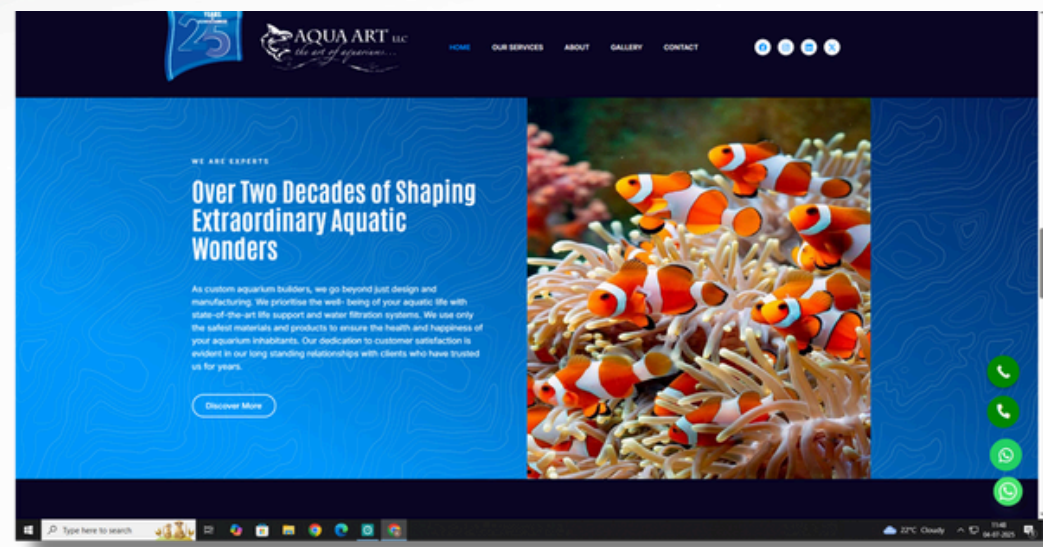 YEARS
25
AQUA ART LLC
the art of aquariums...
HOME OUR SERVICES ABOUT GALLERY CONTACT
WE ARE EXPERTS
Over Two Decades of Shaping
Extraordinary Aquatic
Wonders
As custom aquarium builders, we go beyond just design and
manufacturing. We prioritise the well- being of your aquatic life with
state-of-the-art life support and water filtration systems. We use only
the safest materials and products to ensure the health and happiness of
your aquarium inhabitants. Our dedication to customer satisfaction is
evident in our long standing relationships with clients who have trusted
us for years.
Discover More
Type here to search
22°C Cloudy
11:48
04-07-2025